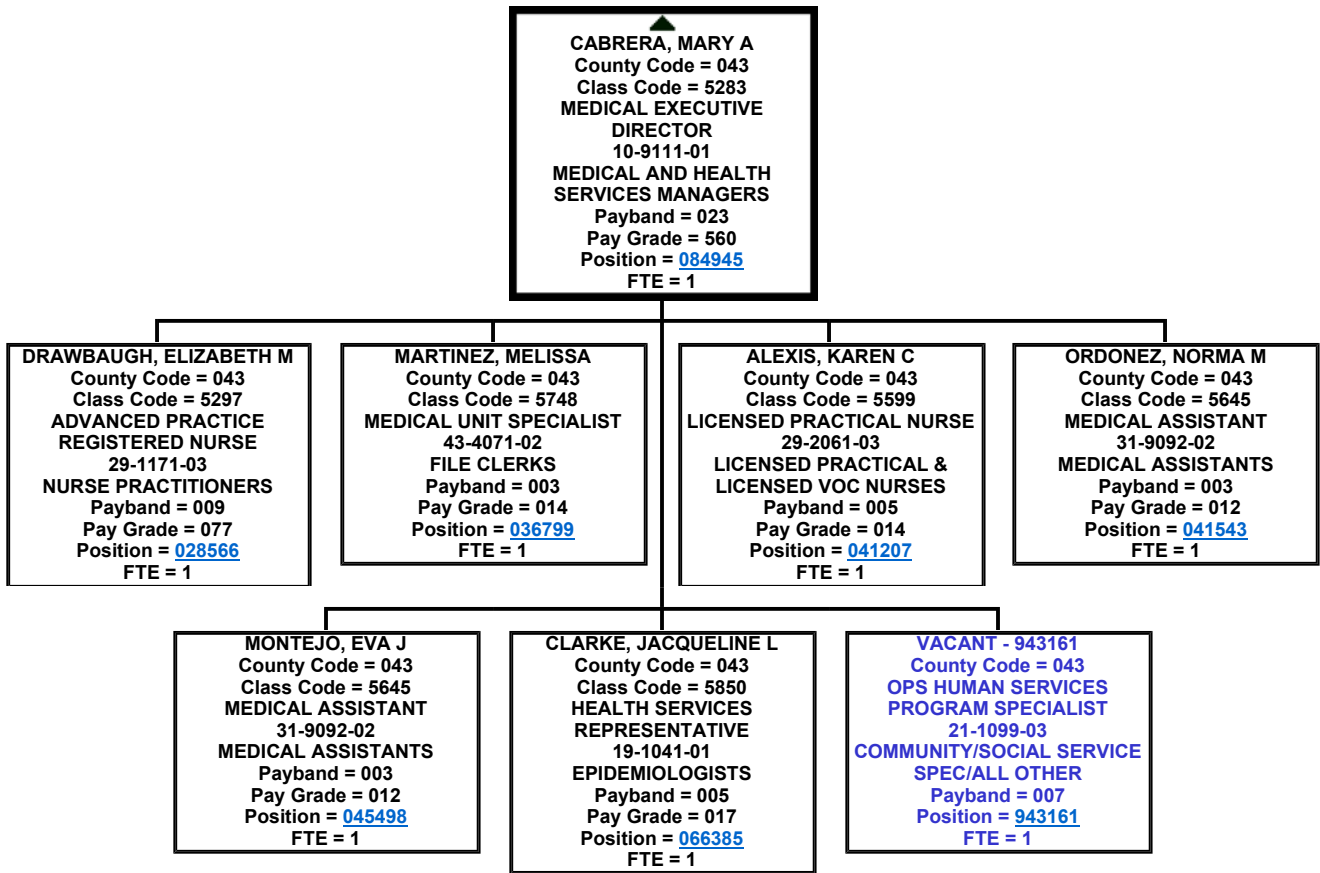 CABRERA, MARY A
County Code = 043
Class Code = 5283
MEDICAL EXECUTIVE
DIRECTOR
10-9111-01
MEDICAL AND HEALTH
SERVICES MANAGERS
Payband = 023
Pay Grade = 560
Position = 084945
FTE = 1
DRAWBAUGH, ELIZABETH M
County Code = 043
Class Code = 5297
ADVANCED PRACTICE
REGISTERED NURSE
29-1171-03
NURSE PRACTITIONERS
Payband = 009
Pay Grade = 077
Position = 028566
FTE = 1
MARTINEZ, MELISSA
County Code = 043
Class Code = 5748
MEDICAL UNIT SPECIALIST
43-4071-02
FILE CLERKS
Payband = 003
Pay Grade = 014
Position = 036799
FTE = 1
ALEXIS, KAREN C
County Code = 043
Class Code = 5599
LICENSED PRACTICAL NURSE
29-2061-03
LICENSED PRACTICAL &
LICENSED VOC NURSES
Payband = 005
Pay Grade = 014
Position = 041207
FTE = 1
ORDONEZ, NORMA M
County Code = 043
Class Code = 5645
MEDICAL ASSISTANT
31-9092-02
MEDICAL ASSISTANTS
Payband = 003
Pay Grade = 012
Position = 041543
FTE = 1
MONTEJO, EVA J
County Code = 043
Class Code = 5645
MEDICAL ASSISTANT
31-9092-02
MEDICAL ASSISTANTS
Payband = 003
Pay Grade = 012
Position = 045498
FTE = 1
CLARKE, JACQUELINE L
County Code = 043
Class Code = 5850
HEALTH SERVICES
REPRESENTATIVE
19-1041-01
EPIDEMIOLOGISTS
Payband = 005
Pay Grade = 017
Position = 066385
FTE = 1
VACANT - 943161
County Code = 043
OPS HUMAN SERVICES
PROGRAM SPECIALIST
21-1099-03
COMMUNITY/SOCIAL SERVICE
SPEC/ALL OTHER
Payband = 007
Position = 943161
FTE = 1